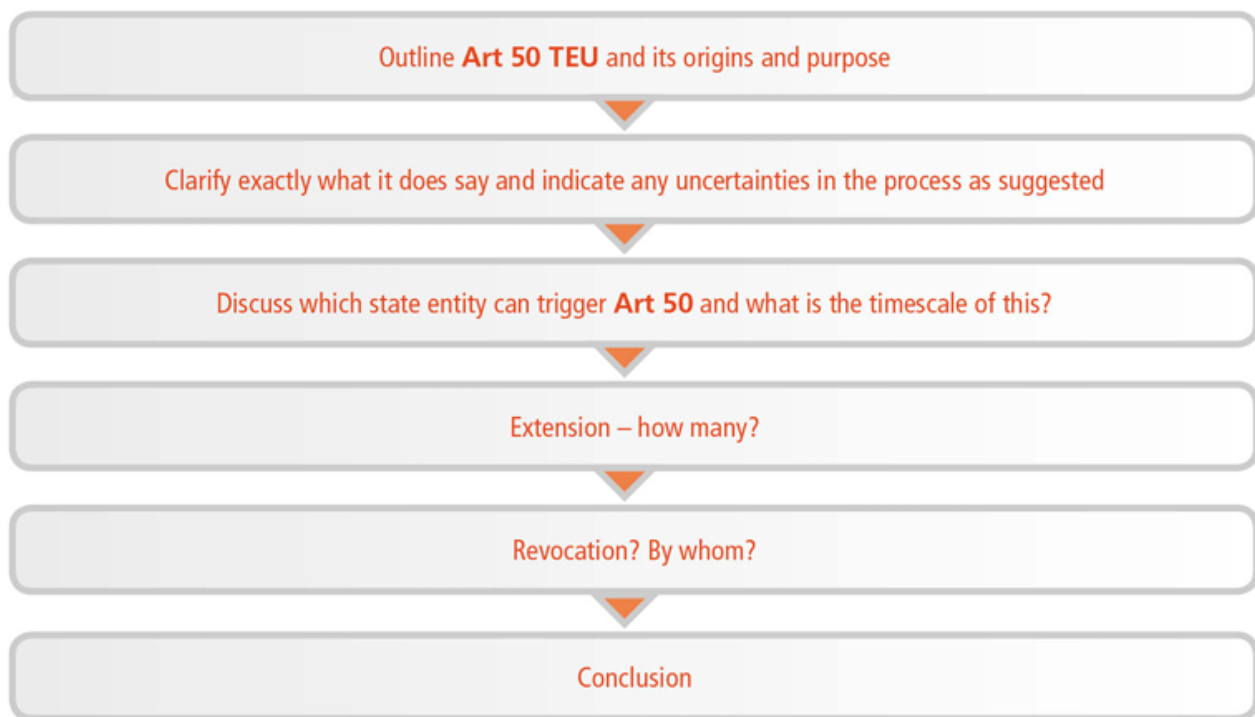 Outline Art 50 TEU and its origins and purpose
Clarify exactly what it does say and indicate any uncertainties in the process as suggested
Discuss which state entity can trigger Art 50 and what is the timescale of this?
Extension – how many?
Revocation? By whom?
Conclusion